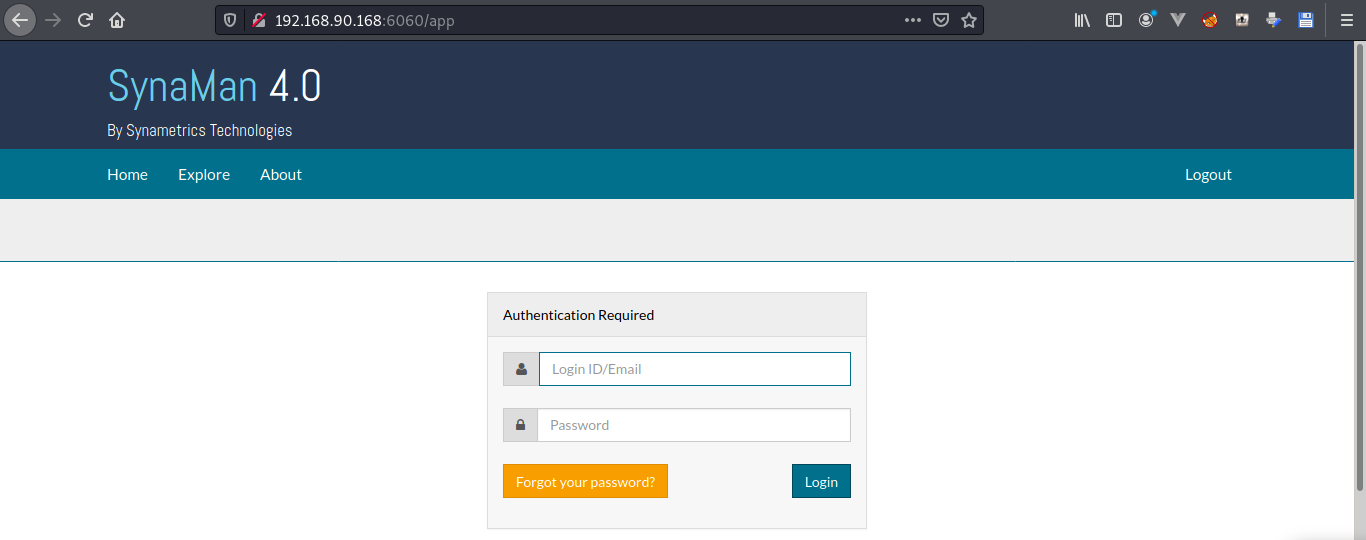 192.168.90.168:6060/app
SynaMan 4.0
By Synametrics Technologies
Home Explore About Logout
Authentication Required
Login ID/Email
Password
Forgot your password? Login